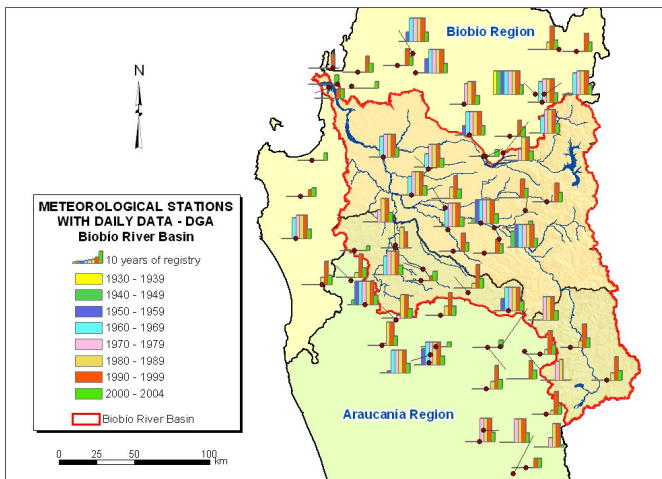 Biobío Region
N
METEOROLOGICAL STATIONS
WITH DAILY DATA - DGA
Biobío River Basin
10 years of registry
1930 - 1939
1940 - 1949
1950 - 1959
1960 - 1969
1970 - 1979
1980 - 1989
1990 - 1999
2000 - 2004
Biobío River Basin
Araucanía Region
0 25 50 100
km